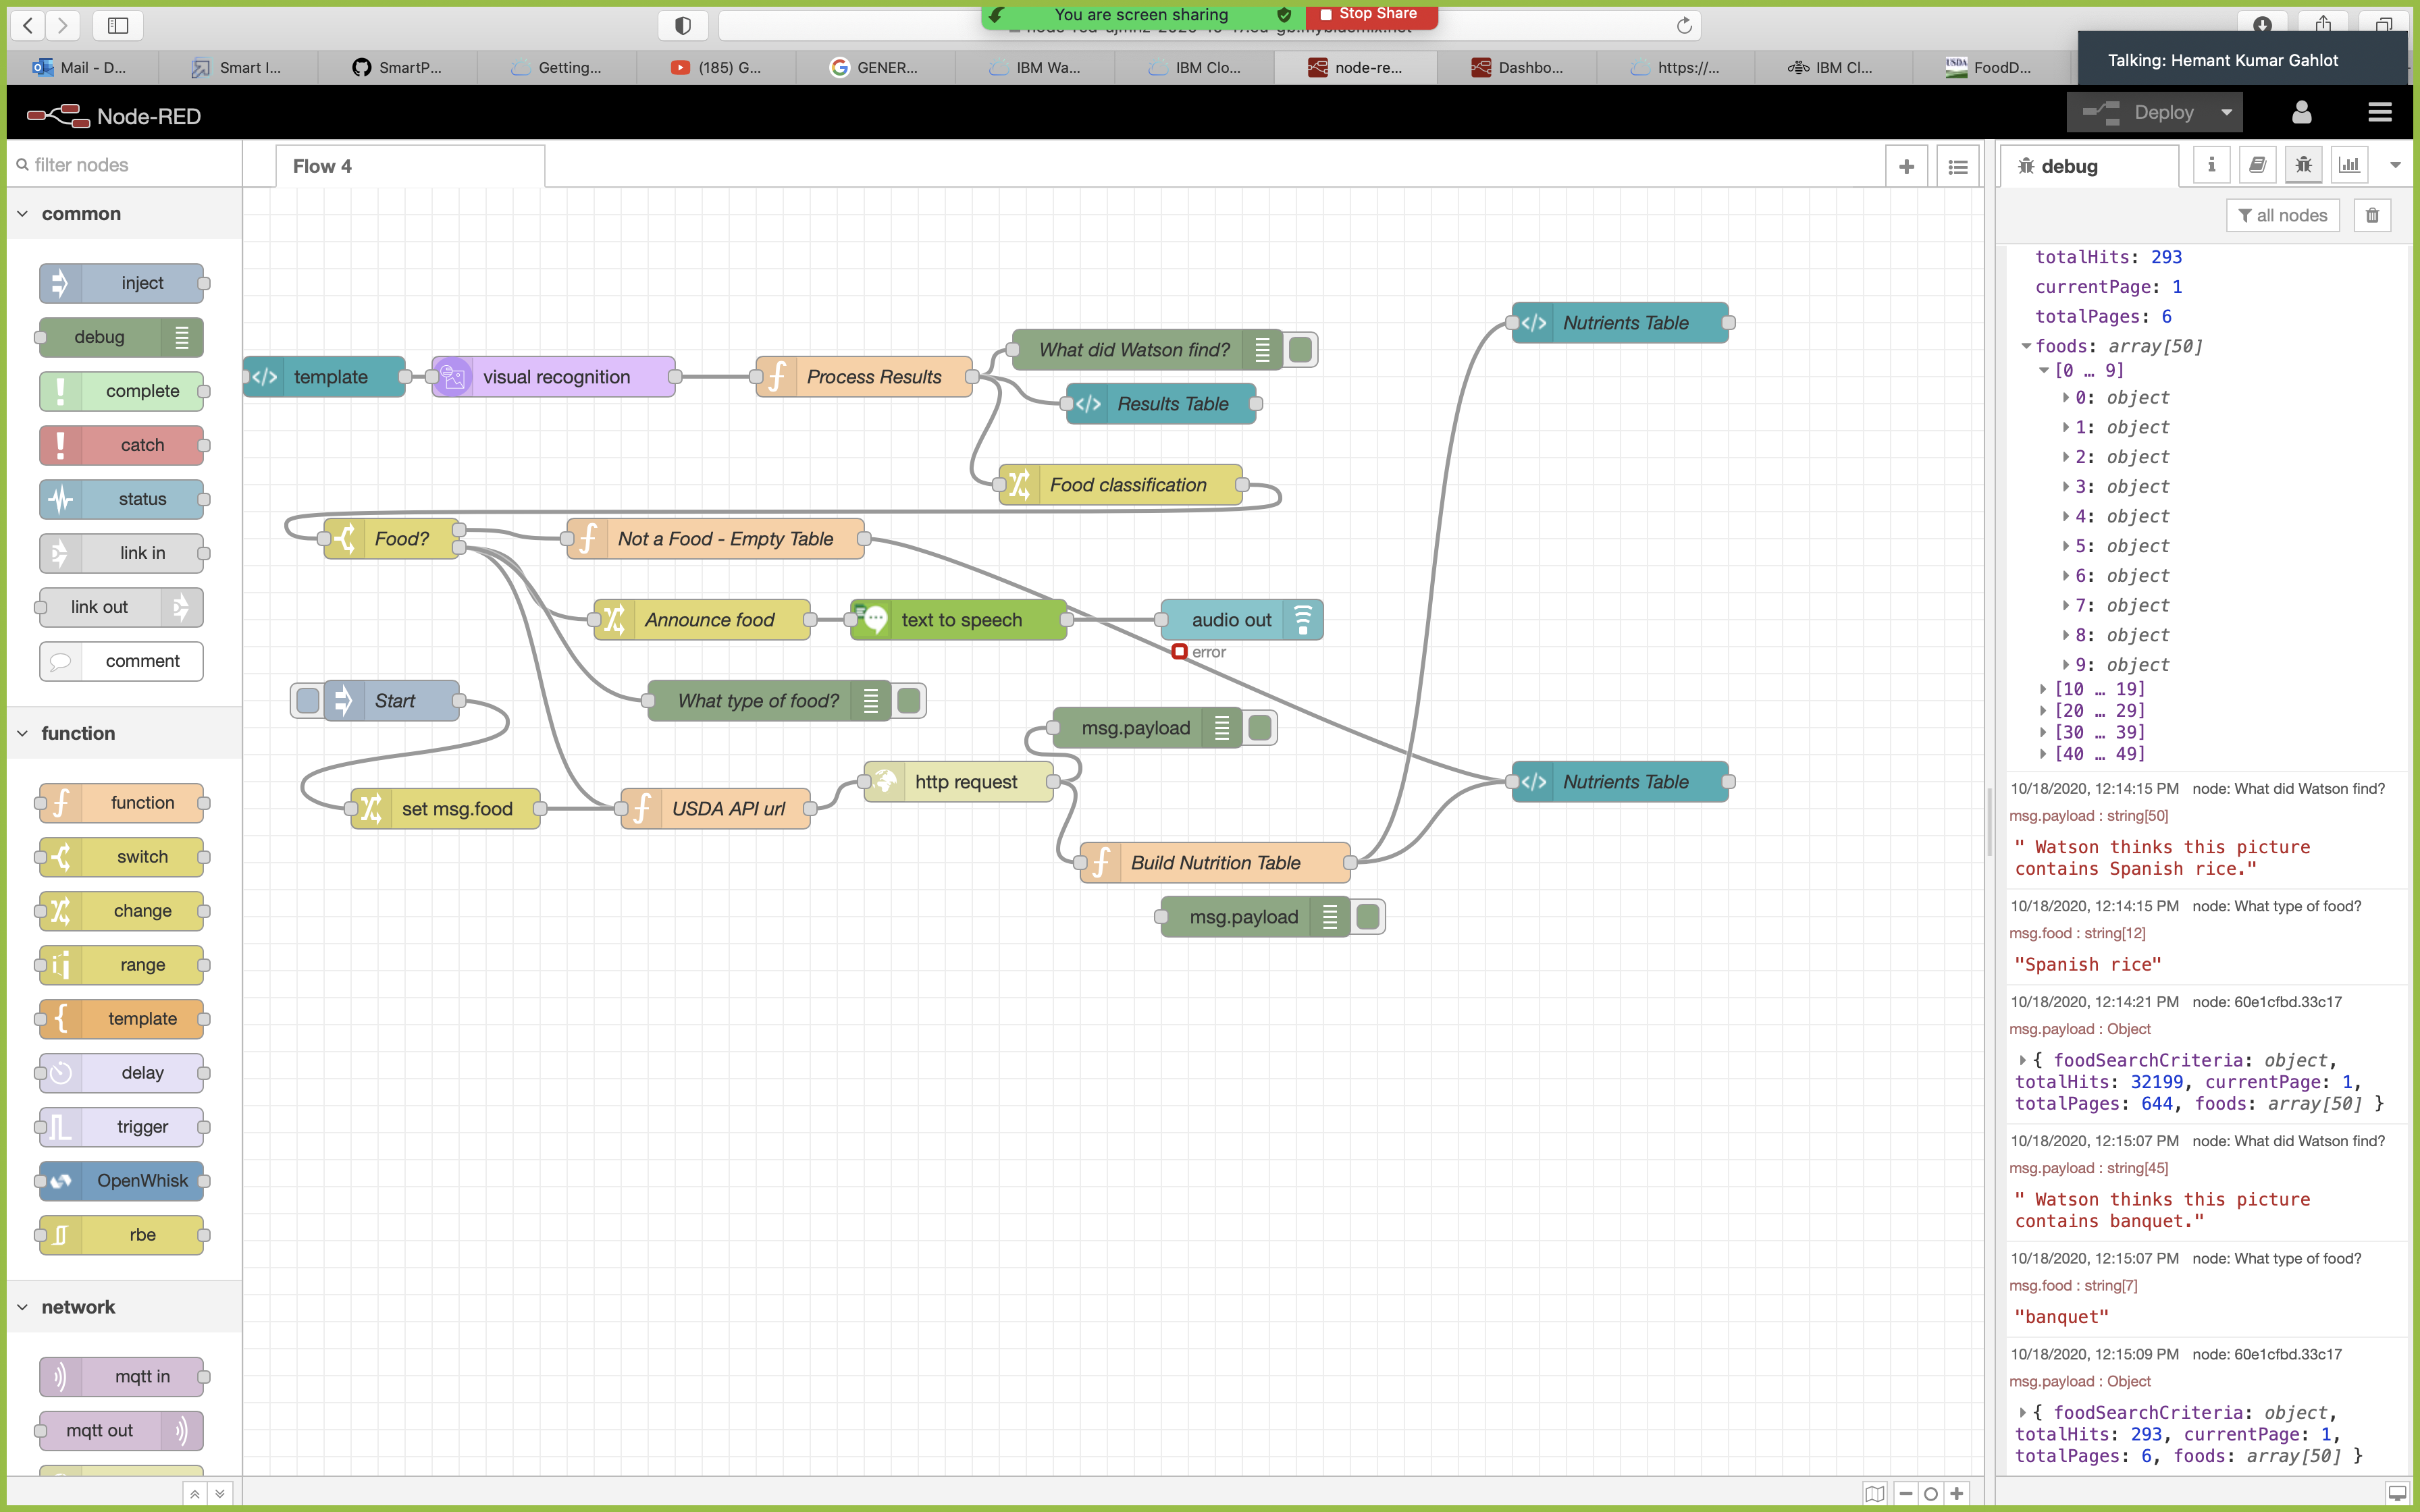 You are screen sharing
Stop Share
Talking: Hemant Kumar Gahlot
Mail - D...
Smart I...
SmartP...
Getting...
(185) G...
GENER...
IBM Wa...
IBM Clo...
node-re...
Dashbo...
https://...
IBM Cl...
USDA
FoodD...
Node-RED
Deploy
filter nodes
Flow 4
debug
all nodes
common
inject
debug
complete
catch
status
link in
link out
comment
function
function
switch
change
range
template
delay
trigger
OpenWhisk
rbe
network
mqtt in
mqtt out
template
visual recognition
Process Results
What did Watson find?
Results Table
Nutrients Table
Food classification
Food?
Not a Food - Empty Table
Announce food
text to speech
audio out
error
Start
What type of food?
msg.payload
set msg.food
USDA API url
http request
Nutrients Table
Build Nutrition Table
msg.payload
totalHits: 293
currentPage: 1
totalPages: 6
foods: array[50]
[0 … 9]
0: object
1: object
2: object
3: object
4: object
5: object
6: object
7: object
8: object
9: object
[10 … 19]
[20 … 29]
[30 … 39]
[40 … 49]
10/18/2020, 12:14:15 PM node: What did Watson find?
msg.payload : string[50]
" Watson thinks this picture
contains Spanish rice."
10/18/2020, 12:14:15 PM node: What type of food?
msg.food : string[12]
"Spanish rice"
10/18/2020, 12:14:21 PM node: 60e1cfbd.33c17
msg.payload : Object
{ foodSearchCriteria: object,
totalHits: 32199, currentPage: 1,
totalPages: 644, foods: array[50] }
10/18/2020, 12:15:07 PM node: What did Watson find?
msg.payload : string[45]
" Watson thinks this picture
contains banquet."
10/18/2020, 12:15:07 PM node: What type of food?
msg.food : string[7]
"banquet"
10/18/2020, 12:15:09 PM node: 60e1cfbd.33c17
msg.payload : Object
{ foodSearchCriteria: object,
totalHits: 293, currentPage: 1,
totalPages: 6, foods: array[50] }